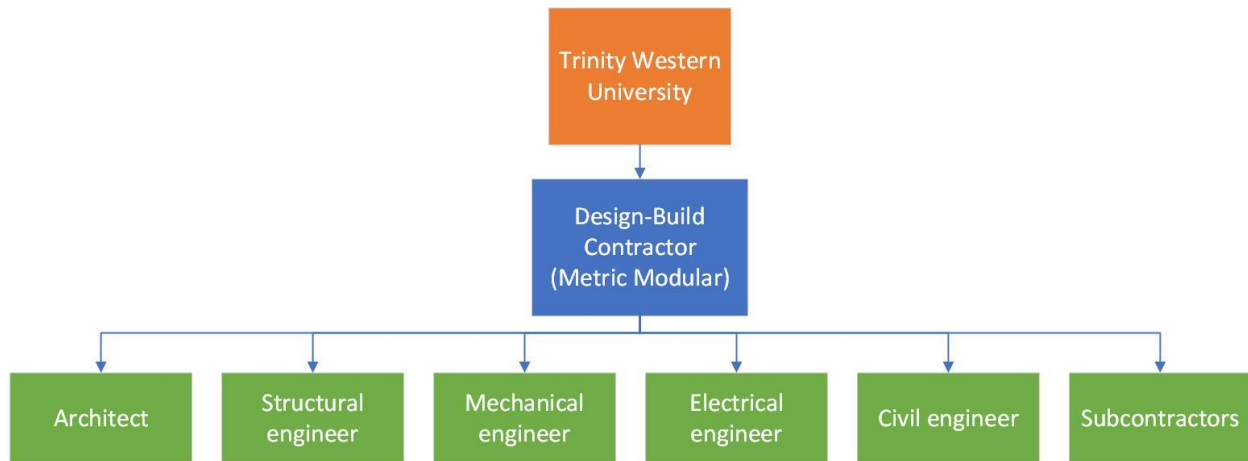 Trinity Western
University
Design-Build
Contractor
(Metric Modular)
Architect
Structural
engineer
Mechanical
engineer
Electrical
engineer
Civil engineer
Subcontractors